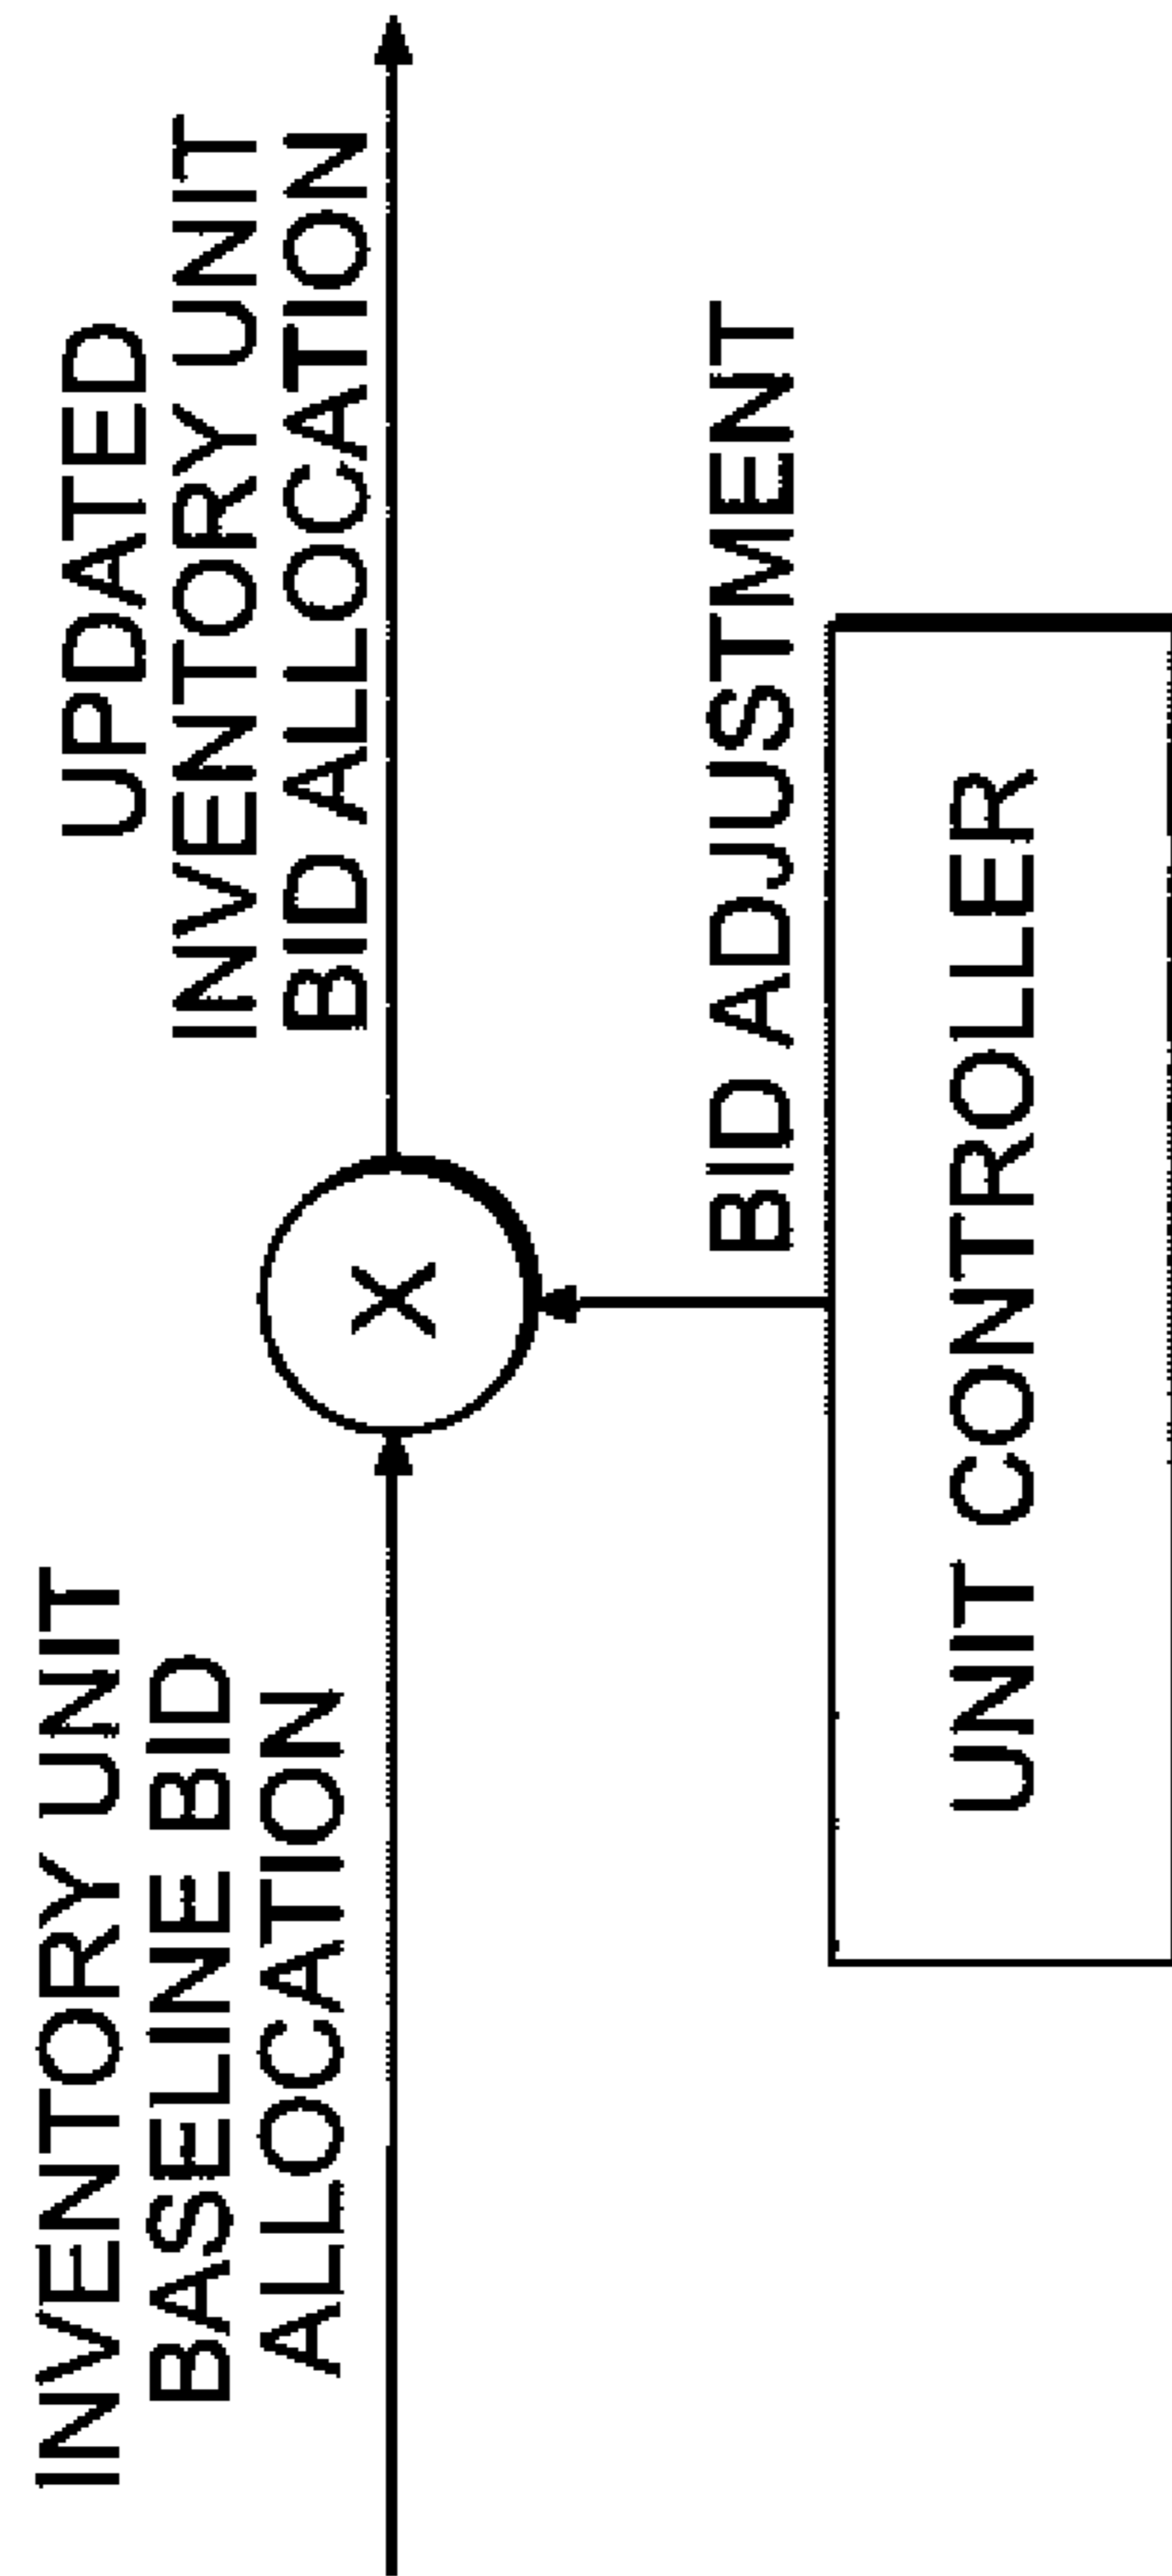 INVENTORY UNIT
BASELINE BID
ALLOCATION
X
UPDATED
INVENTORY UNIT
BID ALLOCATION
BID ADJUSTMENT
UNIT CONTROLLER